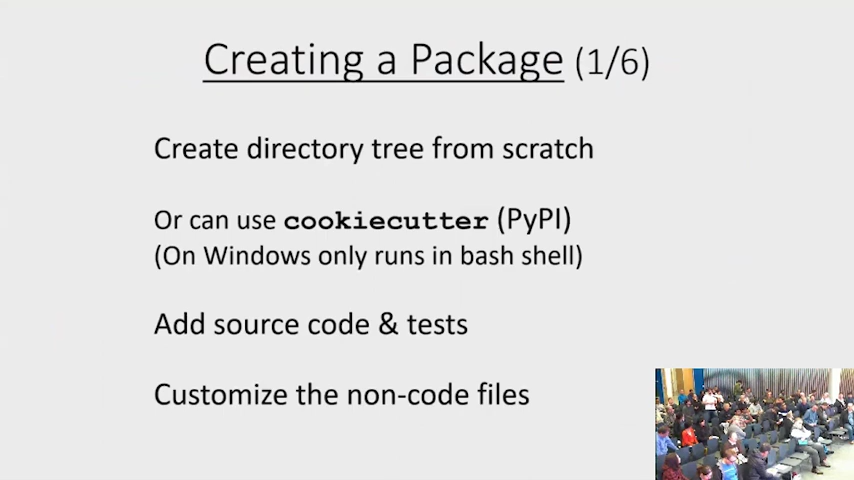 Creating a Package (1/6)
Create directory tree from scratch
Or can use cookiecutter (PyPI)
(On Windows only runs in bash shell)
Add source code & tests
Customize the non-code files